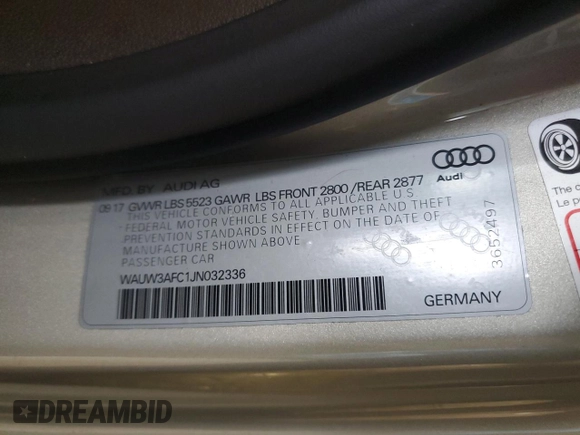 MFD. BY AUDI AG
09 17 GVWR LBS 5523 GAWR LBS FRONT 2800 /REAR 2877
THIS VEHICLE CONFORMS TO ALL APPLICABLE U S
FEDERAL MOTOR VEHICLE SAFETY, BUMPER AND THEFT
PREVENTION STANDARDS IN EFFECT ON THE DATE OF
MANUFACTURE SHOWN ABOVE.
PASSENGER CAR
WAUW3AFC1JN032336
GERMANY
Audi
3652497
The c
Le p
DREAMBID